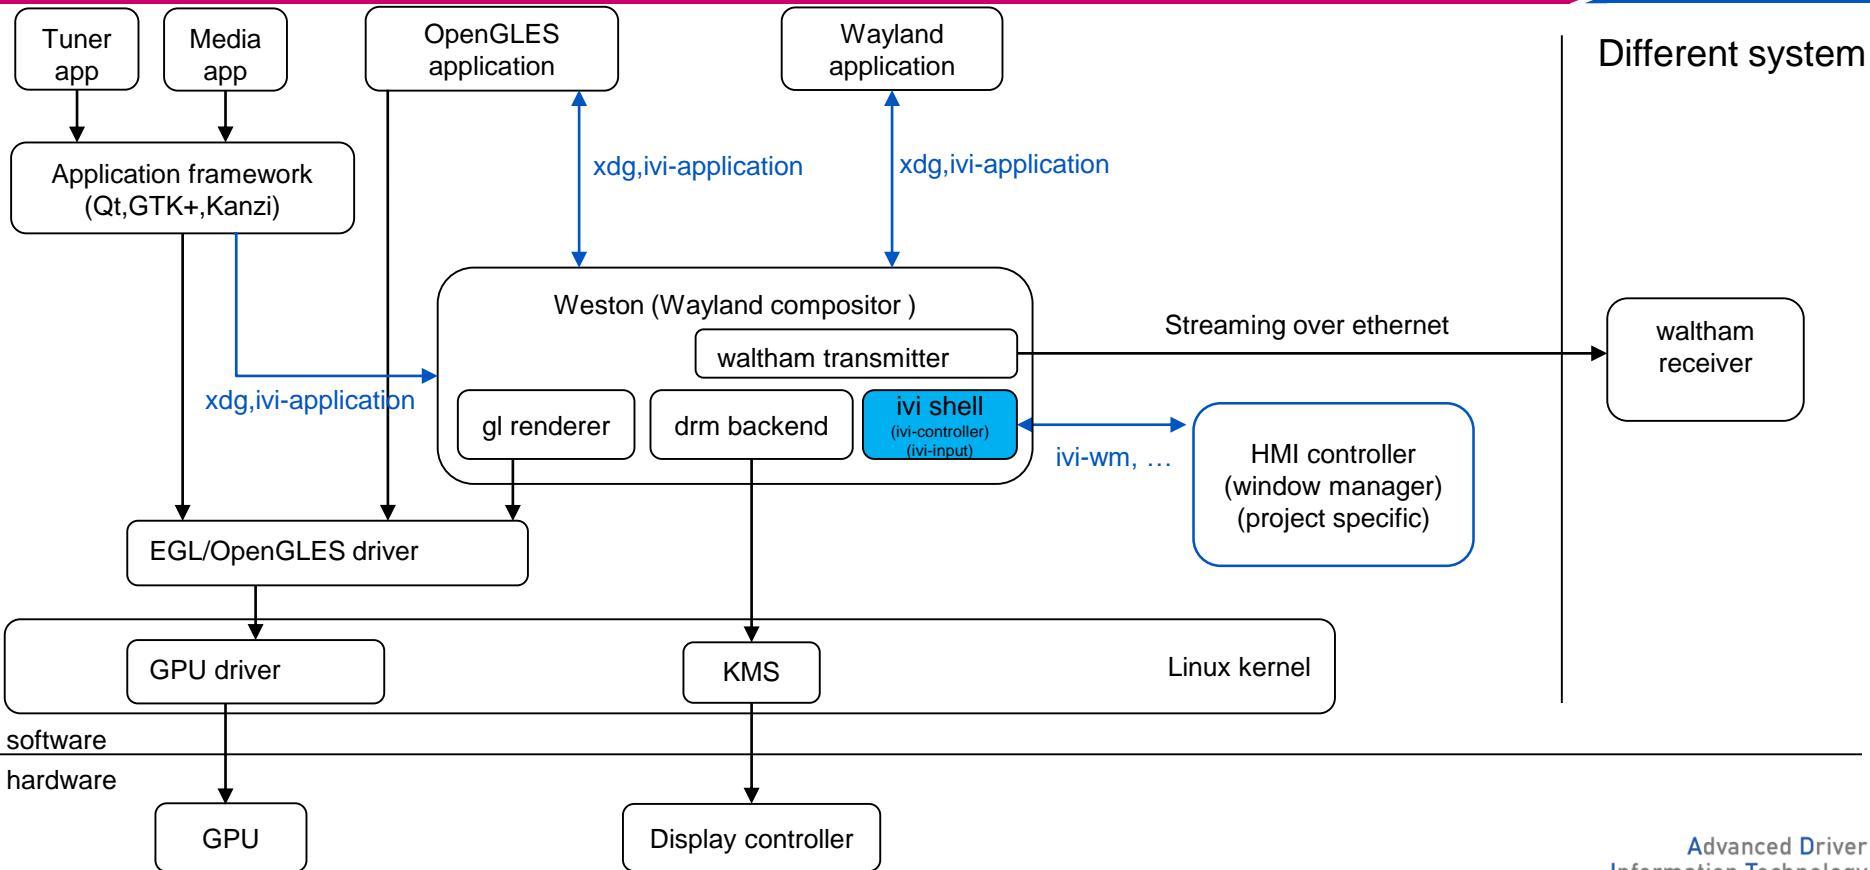 Tuner
app
Media
app
OpenGLES
application
Wayland
application
Different system
Application framework
(Qt,GTK+,Kanzi)
xdg,ivi-application
xdg,ivi-application
Weston (Wayland compositor )
waltham transmitter
Streaming over ethernet
waltham
receiver
xdg,ivi-application
gl renderer
drm backend
ivi shell
(ivi-controller)
(ivi-input)
ivi-wm, …
HMI controller
(window manager)
(project specific)
EGL/OpenGLES driver
GPU driver
KMS
Linux kernel
software
hardware
GPU
Display controller
Advanced Driver
Information Technology